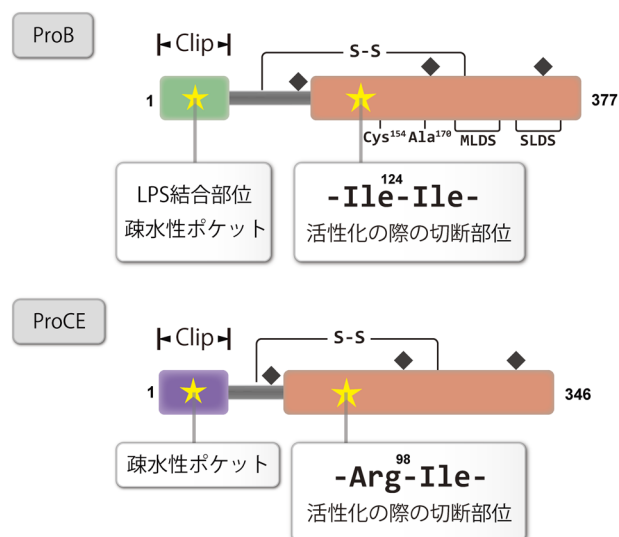 ProB
Clip
S-S
1
377
Cys154 Ala170 MLDS SLDS
LPS結合部位
疎水性ポケット
124
-Ile-Ile-
活性化の際の切断部位
ProCE
Clip
S-S
1
346
疎水性ポケット
98
-Arg-Ile-
活性化の際の切断部位